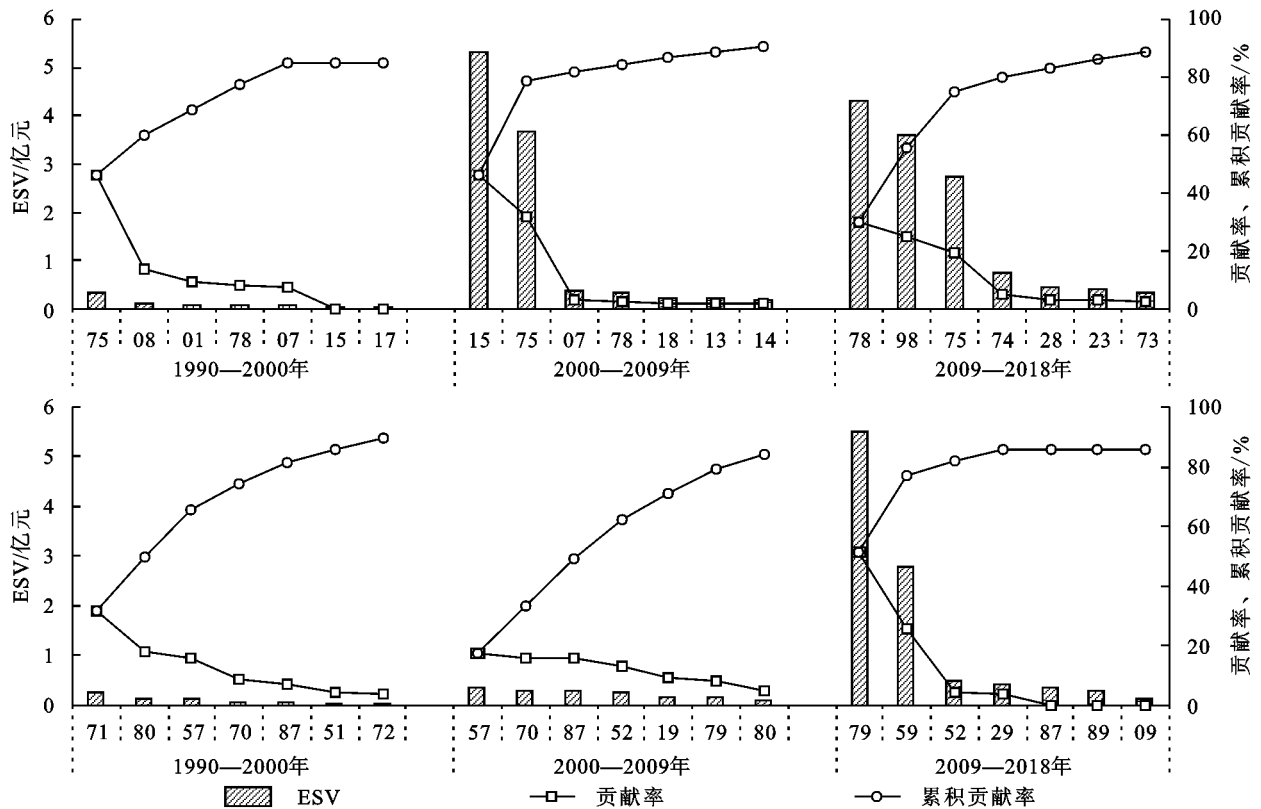 6 5 4 3 2 1 0
ESV/亿元
100 80 60 40 20 0
贡献率、累积贡献率/%
75 08 01 78 07 15 17 15 75 07 78 18 13 14 78 98 75 74 28 23 73
1990—2000年 2000—2009年 2009—2018年
6 5 4 3 2 1 0
ESV/亿元
100 80 60 40 20 0
贡献率、累积贡献率/%
71 80 57 70 87 51 72 57 70 87 52 19 79 80 79 59 52 29 87 89 09
1990—2000年 2000—2009年 2009—2018年
ESV 贡献率 累积贡献率